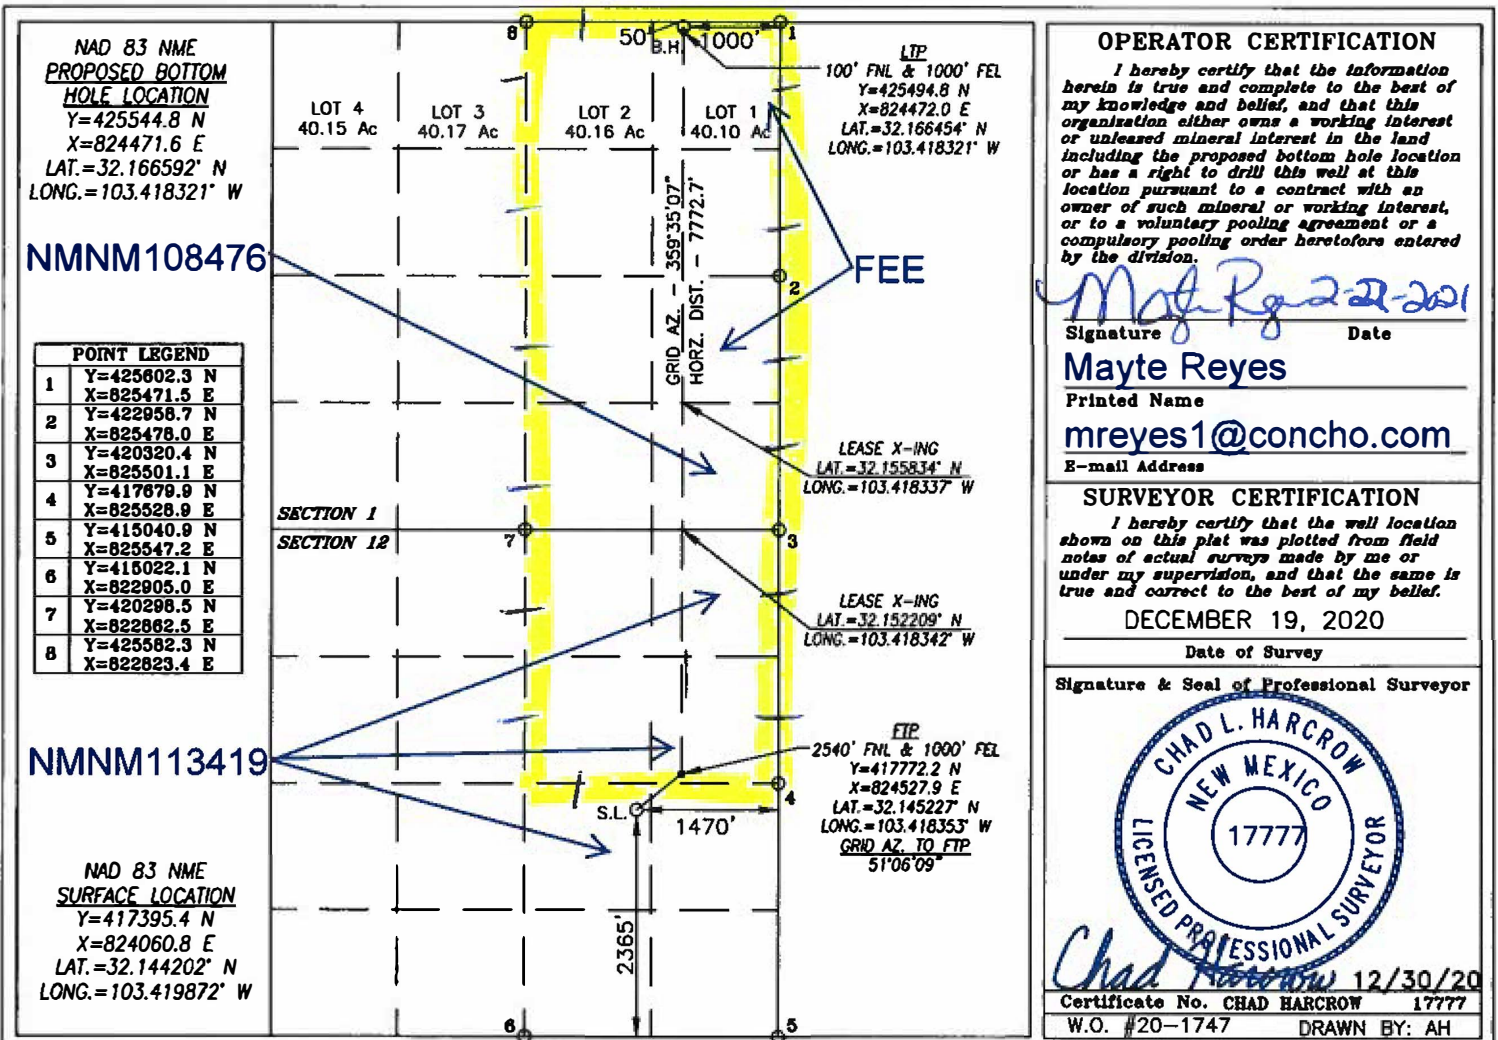 NAD 83 NME
PROPOSED BOTTOM
HOLE LOCATION
Y=425544.8 N
X=824471.6 E
LAT.=32.166592° N
LONG.=103.418321° W
NMNM108476
POINT LEGEND
1 Y=425602.3 N
X=825471.5 E
2 Y=422958.7 N
X=825478.0 E
3 Y=420320.4 N
X=825501.1 E
4 Y=417679.9 N
X=825528.9 E
5 Y=415040.9 N
X=825547.2 E
6 Y=415022.1 N
X=822905.0 E
7 Y=420298.5 N
X=822862.5 E
8 Y=425582.3 N
X=822823.4 E
NMNM113419
NAD 83 NME
SURFACE LOCATION
Y=417395.4 N
X=824060.8 E
LAT.=32.144202° N
LONG.=103.419872° W
8
50'
B.H.
1000'
1
LOT 4
40.15 Ac
LOT 3
40.17 Ac
LOT 2
40.16 Ac
LOT 1
40.10 Ac
LTP
100' FNL & 1000' FEL
Y=425494.8 N
X=824472.0 E
LAT.=32.166454° N
LONG.=103.418321° W
GRID AZ. - 359°35'07"
HORZ. DIST. - 7772.7'
FEE
2
LEASE X-ING
LAT.=32.155834° N
LONG.=103.418337° W
SECTION 1
SECTION 12
7
3
LEASE X-ING
LAT.=32.152209° N
LONG.=103.418342° W
FTP
2540' FNL & 1000' FEL
Y=417772.2 N
X=824527.9 E
LAT.=32.145227° N
LONG.=103.418353° W
GRID AZ. TO FTP
51°06'09"
4
S.L.
1470'
2365'
6
5
OPERATOR CERTIFICATION
I hereby certify that the information
herein is true and complete to the best of
my knowledge and belief, and that this
organization either owns a working interest
or unleased mineral interest in the land
including the proposed bottom hole location
or has a right to drill this well at this
location pursuant to a contract with an
owner of such mineral or working interest,
or to a voluntary pooling agreement or a
compulsory pooling order heretofore entered
by the division.
2-22-2021
Signature Date
Mayte Reyes
Printed Name
mreyes1@concho.com
E-mail Address
SURVEYOR CERTIFICATION
I hereby certify that the well location
shown on this plat was plotted from field
notes of actual surveys made by me or
under my supervision, and that the same is
true and correct to the best of my belief.
DECEMBER 19, 2020
Date of Survey
Signature & Seal of Professional Surveyor
CHAD L. HARCROW
NEW MEXICO
17777
LICENSED PROFESSIONAL SURVEYOR
Chad Harcrow 12/30/20
Certificate No. CHAD HARCROW 17777
W.O. #20-1747 DRAWN BY: AH